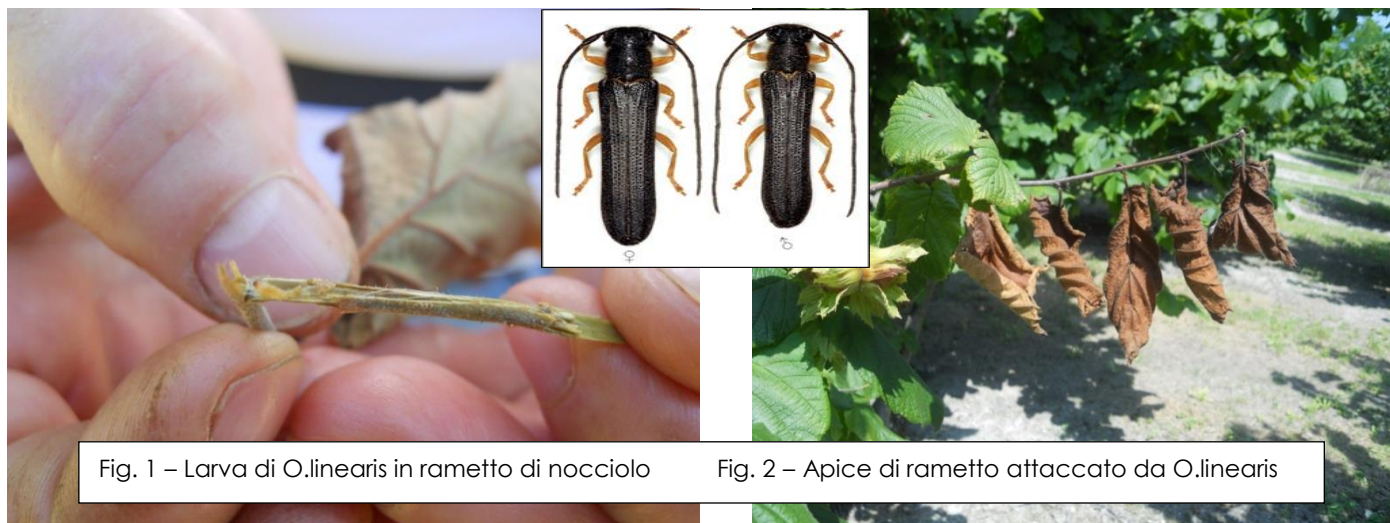 ♀ ♂
Fig. 1 – Larva di O.linearis in rametto di nocciolo
Fig. 2 – Apice di rametto attaccato da O.linearis